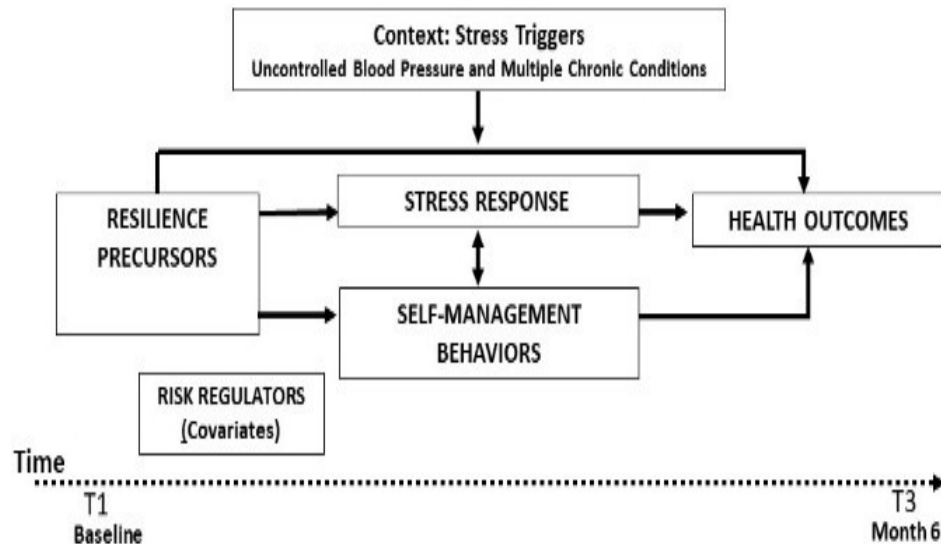 Context: Stress Triggers
Uncontrolled Blood Pressure and Multiple Chronic Conditions
RESILIENCE
PRECURSORS
STRESS RESPONSE
HEALTH OUTCOMES
SELF-MANAGEMENT
BEHAVIORS
RISK REGULATORS
(Covariates)
Time
T1
Baseline
T3
Month 6